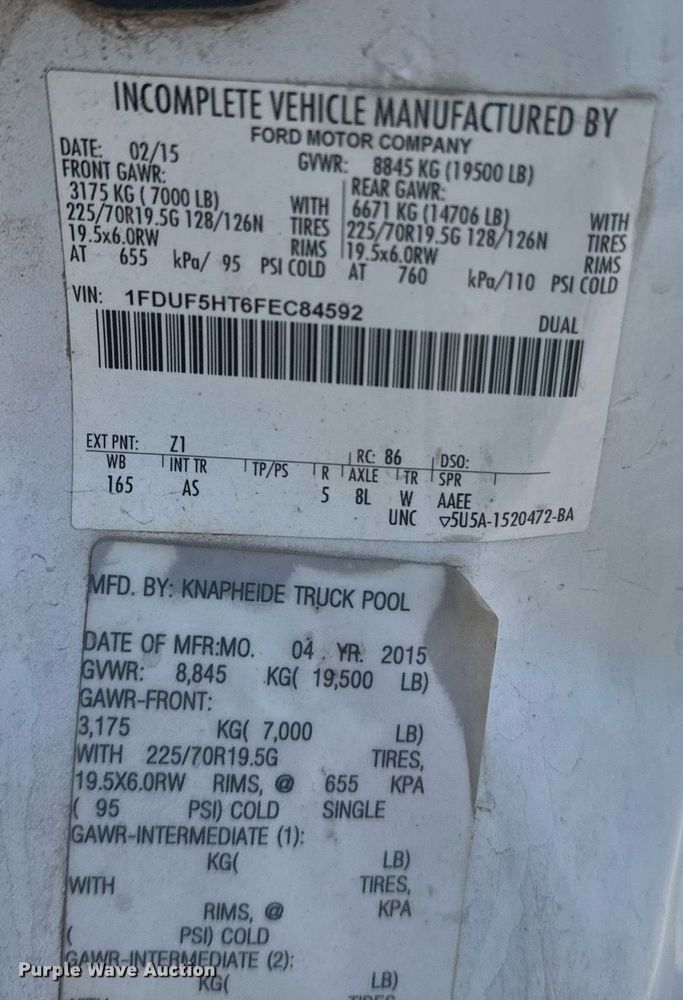 INCOMPLETE VEHICLE MANUFACTURED BY
FORD MOTOR COMPANY
DATE: 02/15 GVWR: 8845 KG (19500 LB)
FRONT GAWR: REAR GAWR:
3175 KG ( 7000 LB) WITH 6671 KG (14706 LB) WITH
225/70R19.5G 128/126N TIRES 225/70R19.5G 128/126N TIRES
19.5x6.0RW RIMS 19.5x6.0RW RIMS
AT 655 kPa/ 95 PSI COLD AT 760 kPa/110 PSI COLD
VIN: 1FDUF5HT6FEC84592
DUAL
EXT PNT: Z1 RC: 86 DSO:
WB INT TR TP/PS R AXLE TR SPR
165 AS 5 8L W AAEE
UNC ▽5U5A-1520472-BA
MFD. BY: KNAPHEIDE TRUCK POOL
DATE OF MFR:MO. 04 YR. 2015
GVWR: 8,845 KG( 19,500 LB)
GAWR-FRONT:
3,175 KG( 7,000 LB)
WITH 225/70R19.5G TIRES,
19.5X6.0RW RIMS, @ 655 KPA
( 95 PSI) COLD SINGLE
GAWR-INTERMEDIATE (1):
KG( LB)
WITH TIRES,
RIMS, @ KPA
( PSI) COLD
GAWR-INTERMEDIATE (2):
KG( LB)
WITH TIRES
Purple Wave Auction